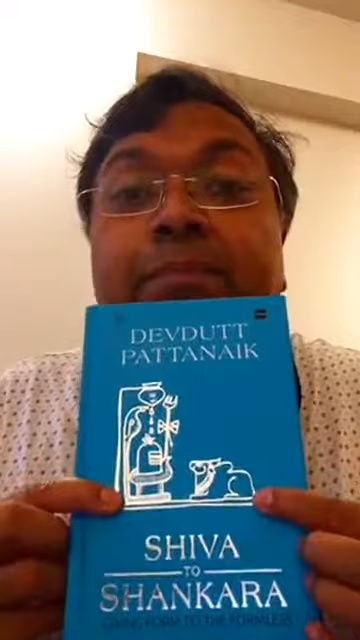 DEVDUTT
PATTANAIK
SHIVA
TO
SHANKARA
GIVING FORM TO THE FORMLESS